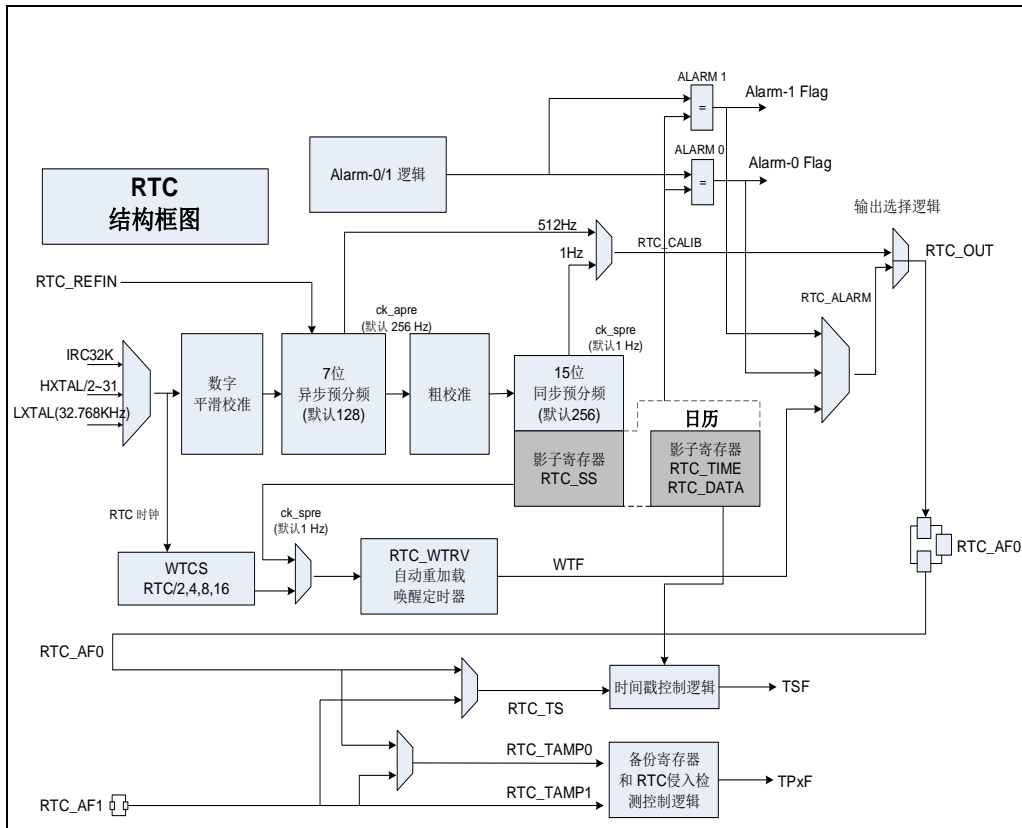 ALARM 1
Alarm-1 Flag
ALARM 0
Alarm-0 Flag
=
=
Alarm-0/1 逻辑
RTC
结构框图
输出选择逻辑
512Hz
1Hz
RTC_CALIB
RTC_OUT
RTC_REFIN
RTC_ALARM
ck_apre
(默认 256 Hz)
ck_spre
(默认1 Hz)
IRC32K
HXTAL/2~31
LXTAL(32.768KHz)
数字
平滑校准
7位
异步预分频
(默认128)
粗校准
15位
同步预分频
(默认256)
日历
影子寄存器
RTC_SS
影子寄存器
RTC_TIME
RTC_DATA
RTC 时钟
ck_spre
(默认1 Hz)
WTCS
RTC/2,4,8,16
RTC_WTRV
自动重加载
唤醒定时器
WTF
RTC_AF0
RTC_AF0
RTC_TS
时间戳控制逻辑
TSF
RTC_TAMP0
RTC_TAMP1
备份寄存器
和 RTC侵入检
测控制逻辑
TPxF
RTC_AF1